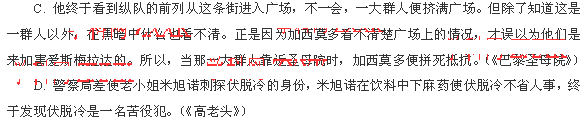 C. 他终于看到纵队的前列从这条街进入广场，不一会，一大群人便挤满广场。但除了知道这是
一群人以外，在黑暗中什么也看不清。正是因为加西莫多看不清楚广场上的情况，才误以为他们是
来加害爱斯梅拉达的。所以，当那一大群人靠近圣母院时，加西莫多便拼死抵抗。（《巴黎圣母院》）
D. 警察局差使老小姐米旭诺刺探伏脱冷的身份，米旭诺在饮料中下麻药使伏脱冷不省人事，终
于发现伏脱冷是一名苦役犯。（《高老头》）